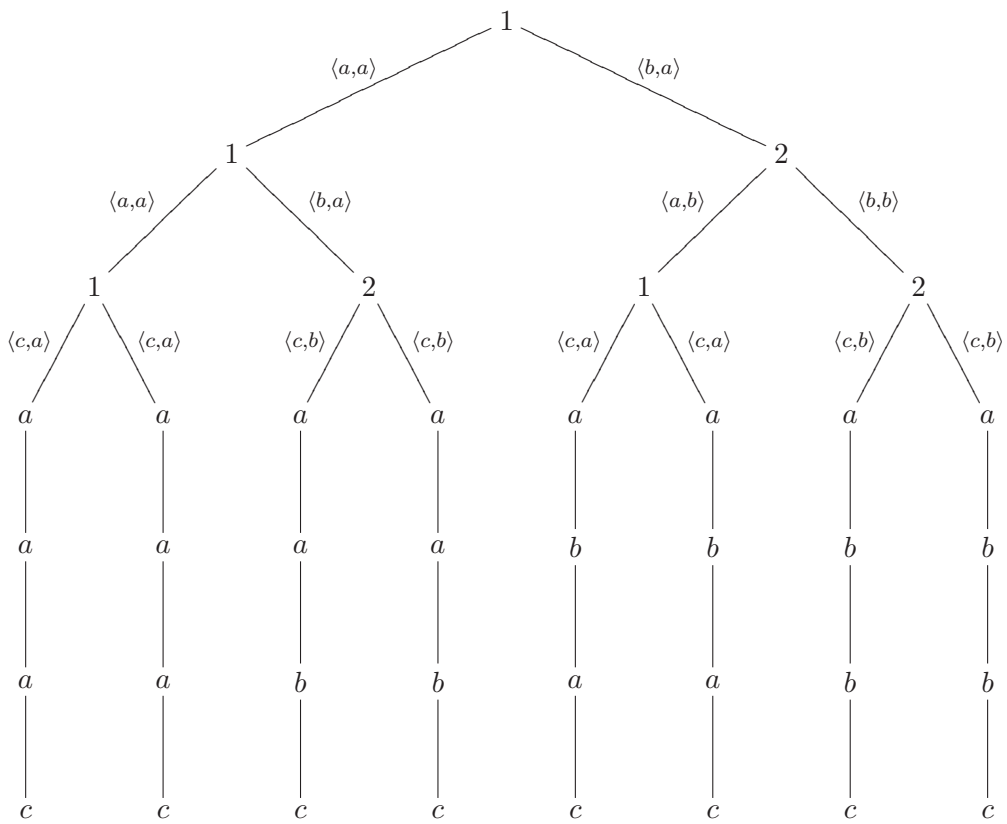 1
⟨a,a⟩ ⟨b,a⟩
1 2
⟨a,a⟩ ⟨b,a⟩ ⟨a,b⟩ ⟨b,b⟩
1 2 1 2
⟨c,a⟩ ⟨c,a⟩ ⟨c,b⟩ ⟨c,b⟩ ⟨c,a⟩ ⟨c,a⟩ ⟨c,b⟩ ⟨c,b⟩
a a a a a a a a
a a a a b b b b
a a b b a a b b
c c c c c c c c